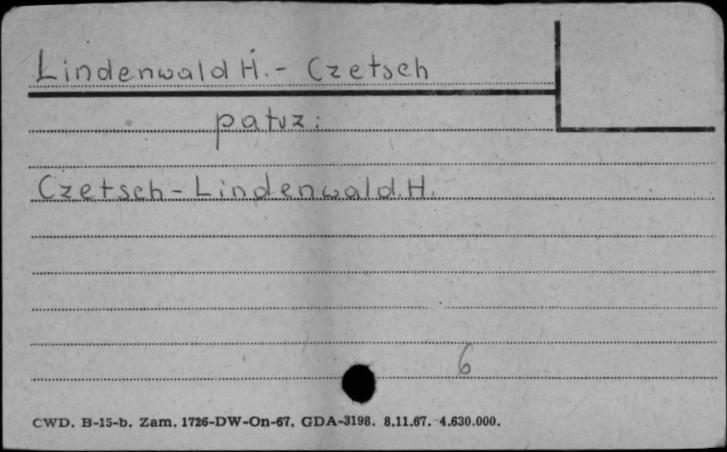 Lindenwald H. - Czetsch
patrz:
Czetsch - Lindenwald. H.
6
CWD. B-15-b. Zam. 1726-DW-On-67. GDA-3198. 8.11.67. 4.630.000.